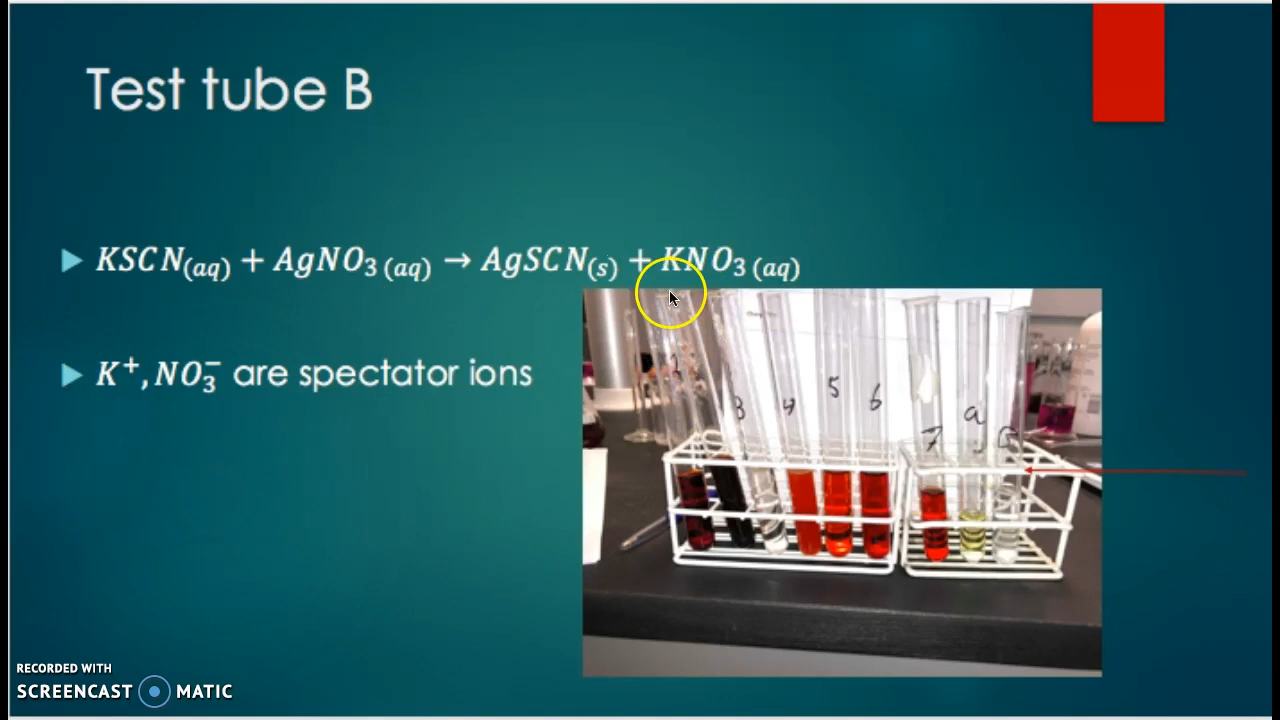 Test tube B
KSCN(aq) + AgNO₃ (aq) → AgSCN(s) + KNO₃ (aq)
K⁺, NO₃⁻ are spectator ions
2
3
4
5
6
7
a
RECORDED WITH
SCREENCAST MATIC